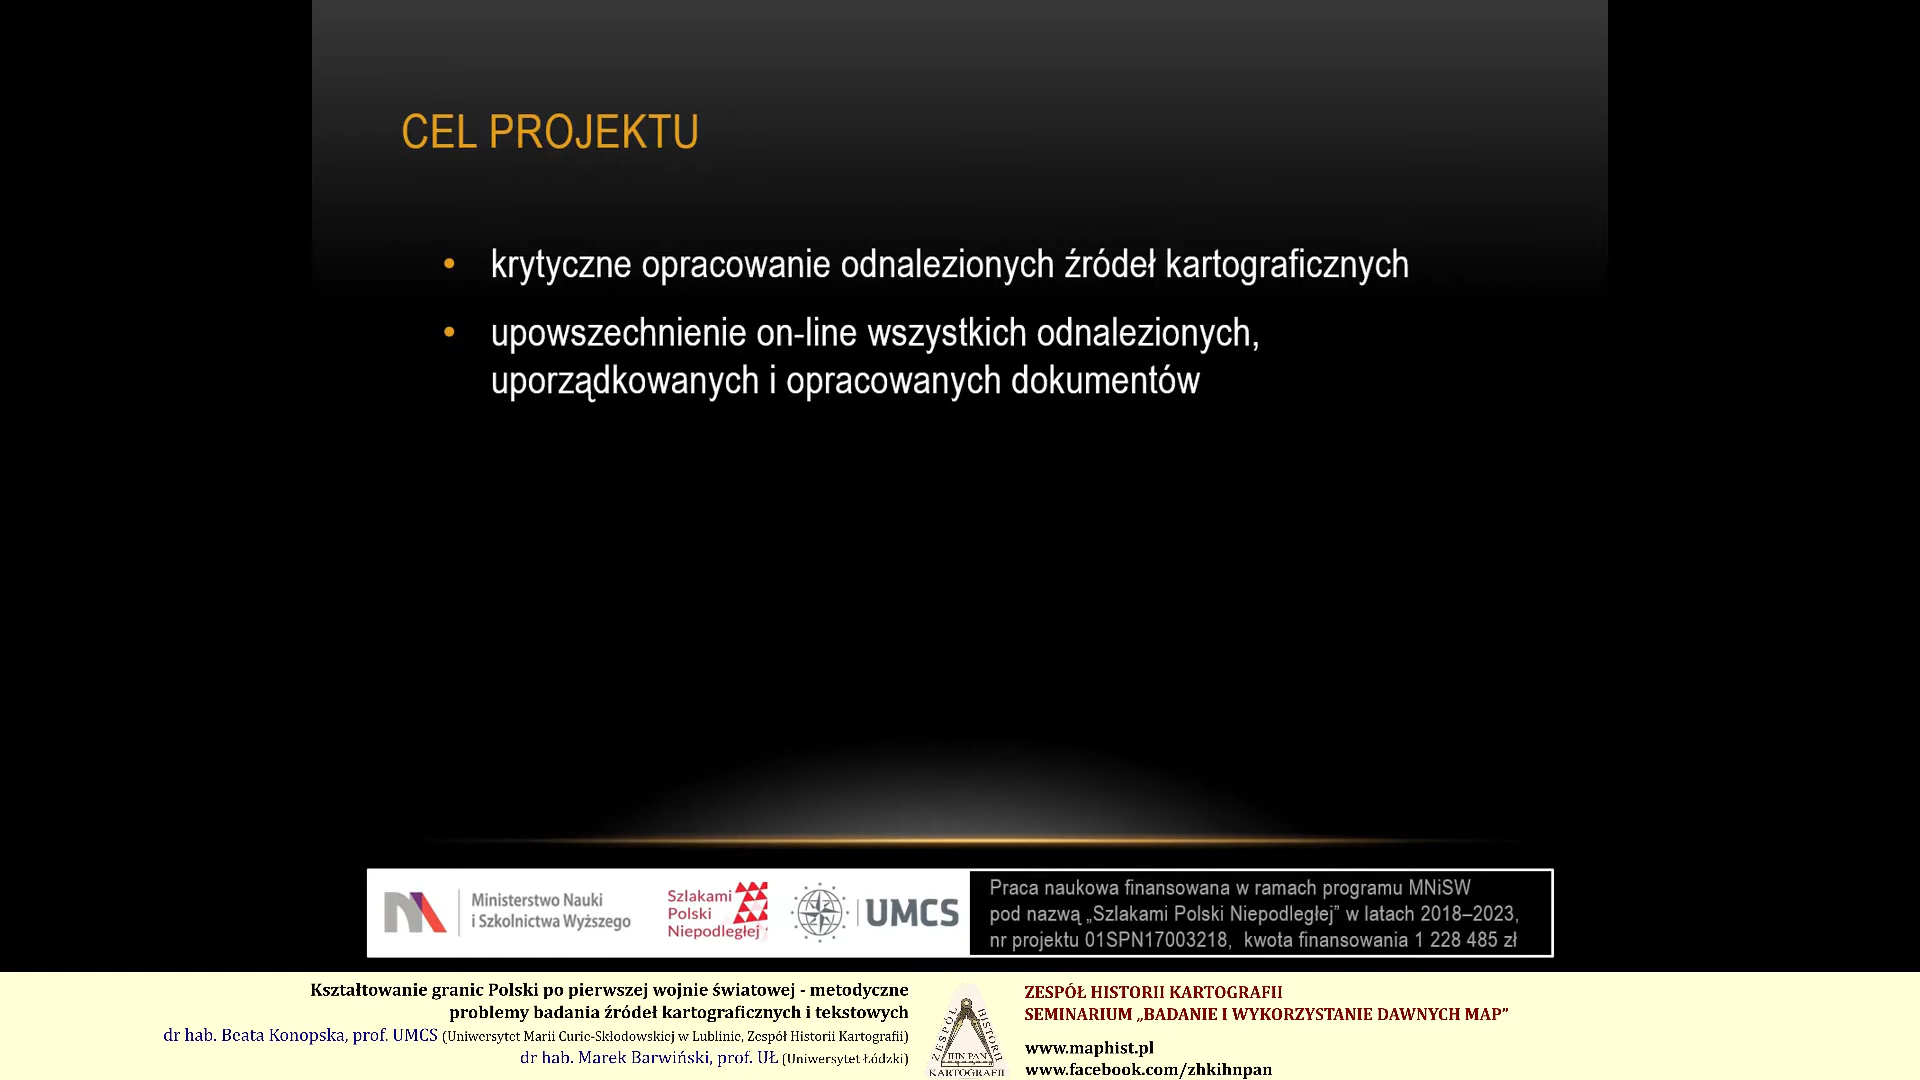 CEL PROJEKTU
• krytyczne opracowanie odnalezionych źródeł kartograficznych
• upowszechnienie on-line wszystkich odnalezionych,
uporządkowanych i opracowanych dokumentów
Ministerstwo Nauki
i Szkolnictwa Wyższego
Szlakami
Polski
Niepodległej
UMCS
Praca naukowa finansowana w ramach programu MNiSW
pod nazwą „Szlakami Polski Niepodległej” w latach 2018–2023,
nr projektu 01SPN17003218, kwota finansowania 1 228 485 zł
Kształtowanie granic Polski po pierwszej wojnie światowej - metodyczne
problemy badania źródeł kartograficznych i tekstowych
dr hab. Beata Konopska, prof. UMCS (Uniwersytet Marii Curie-Skłodowskiej w Lublinie, Zespół Historii Kartografii)
dr hab. Marek Barwiński, prof. UŁ (Uniwersytet Łódzki)
ZESPÓŁ HISTORII
IHN PAN
KARTOGRAFII
ZESPÓŁ HISTORII KARTOGRAFII
SEMINARIUM „BADANIE I WYKORZYSTANIE DAWNYCH MAP”
www.maphist.pl
www.facebook.com/zhkihnpan